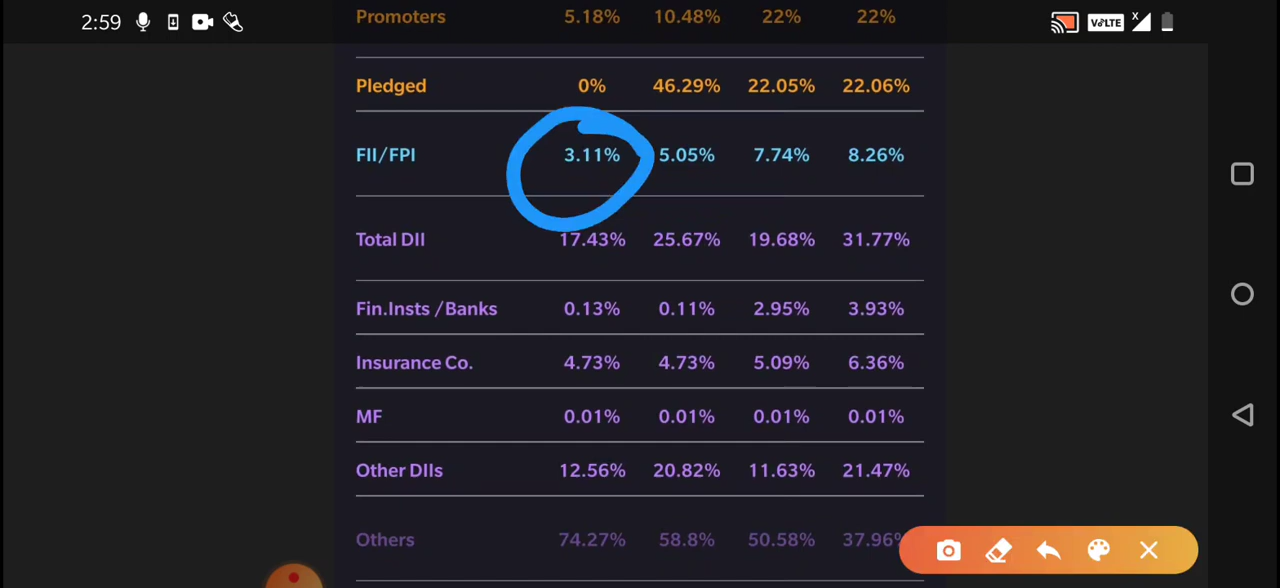 2:59 VoLTE X
Promoters 5.18% 10.48% 22% 22%
Pledged 0% 46.29% 22.05% 22.06%
FII/FPI 3.11% 5.05% 7.74% 8.26%
Total DII 17.43% 25.67% 19.68% 31.77%
Fin.Insts /Banks 0.13% 0.11% 2.95% 3.93%
Insurance Co. 4.73% 4.73% 5.09% 6.36%
MF 0.01% 0.01% 0.01% 0.01%
Other DIIs 12.56% 20.82% 11.63% 21.47%
Others 74.27% 58.8% 50.58% 37.96%